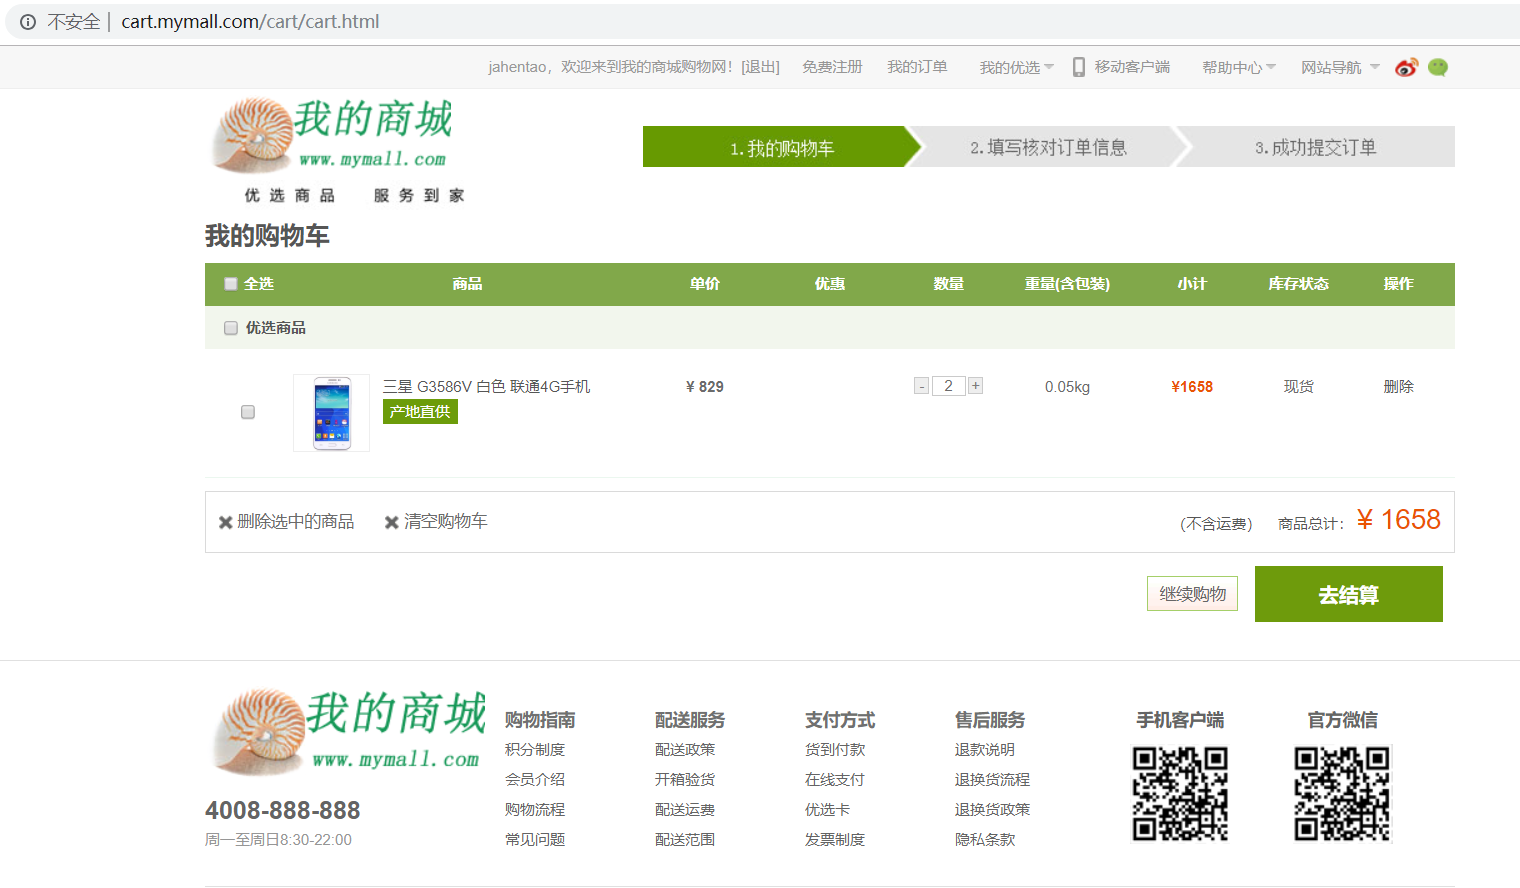 不安全 | cart.mymall.com/cart/cart.html
jahentao，欢迎来到我的商城购物网！[退出] 免费注册 我的订单 我的优选 移动客户端 帮助中心 网站导航
我的商城
www.mymall.com
优选商品 服务到家
1.我的购物车 2.填写核对订单信息 3.成功提交订单
我的购物车
全选 商品 单价 优惠 数量 重量(含包装) 小计 库存状态 操作
优选商品
三星 G3586V 白色 联通4G手机 ¥ 829 - 2 + 0.05kg ¥1658 现货 删除
产地直供
删除选中的商品 清空购物车 (不含运费) 商品总计： ¥ 1658
继续购物 去结算
我的商城
www.mymall.com
4008-888-888
周一至周日8:30-22:00
购物指南
积分制度
会员介绍
购物流程
常见问题
配送服务
配送政策
开箱验货
配送运费
配送范围
支付方式
货到付款
在线支付
优选卡
发票制度
售后服务
退款说明
退换货流程
退换货政策
隐私条款
手机客户端
官方微信